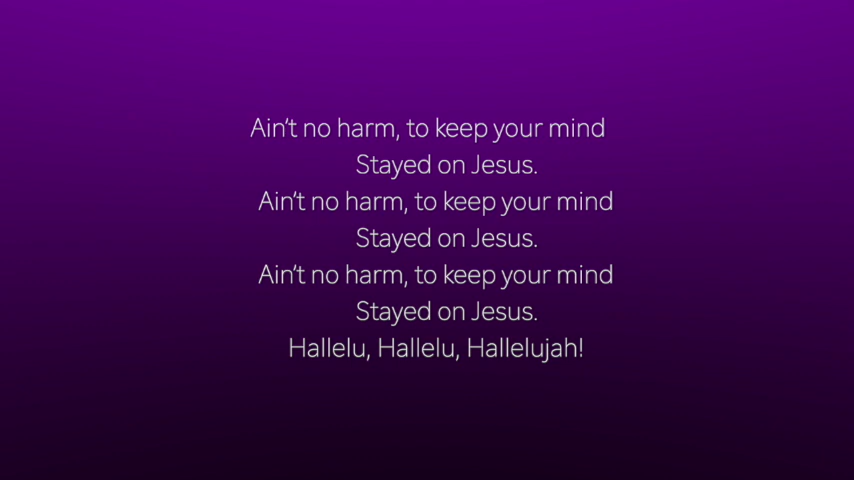 Ain't no harm, to keep your mind
Stayed on Jesus.
Ain't no harm, to keep your mind
Stayed on Jesus.
Ain't no harm, to keep your mind
Stayed on Jesus.
Hallelu, Hallelu, Hallelujah!